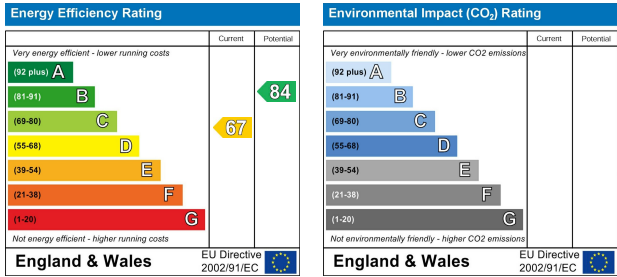 Energy Efficiency Rating
Current Potential
Very energy efficient - lower running costs
(92 plus) A
(81-91) B
84
(69-80) C
67
(55-68) D
(39-54) E
(21-38) F
(1-20) G
Not energy efficient - higher running costs
England & Wales
EU Directive
2002/91/EC
Environmental Impact (CO₂) Rating
Current Potential
Very environmentally friendly - lower CO2 emissions
(92 plus) A
(81-91) B
(69-80) C
(55-68) D
(39-54) E
(21-38) F
(1-20) G
Not environmentally friendly - higher CO2 emissions
England & Wales
EU Directive
2002/91/EC